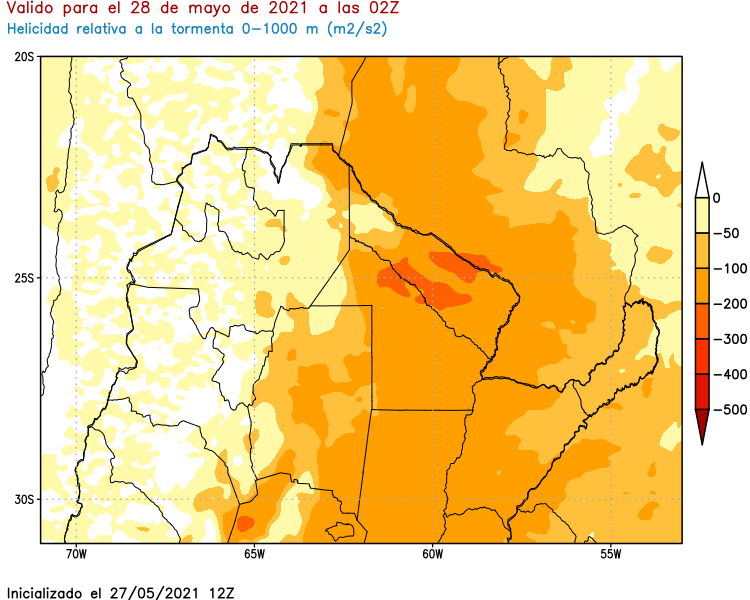 Valido para el 28 de mayo de 2021 a las 02Z
Helicidad relativa a la tormenta 0-1000 m (m2/s2)
20S
25S
30S
70W
65W
60W
55W
0
-50
-100
-200
-300
-400
-500
Inicializado el 27/05/2021 12Z